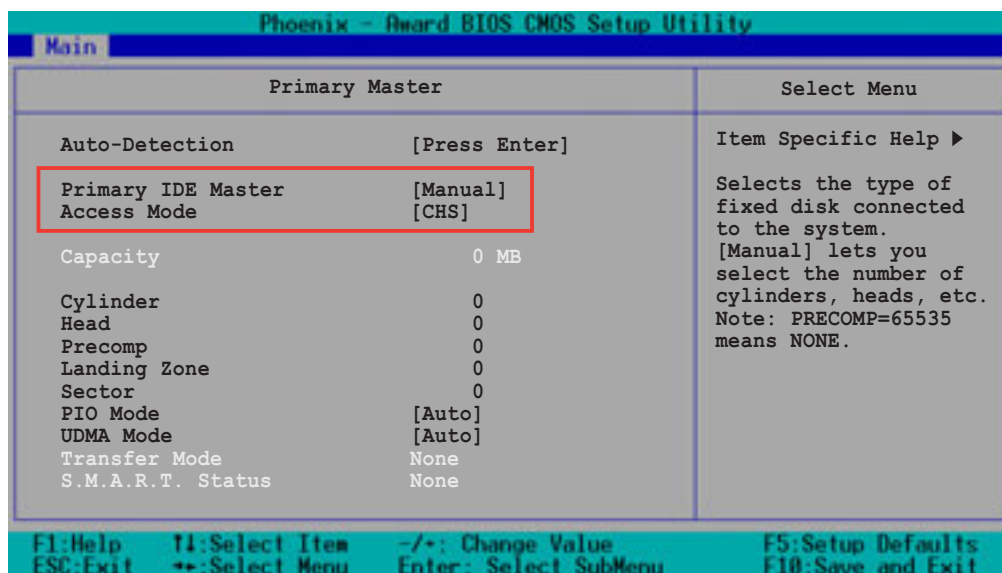 Phoenix - Award BIOS CMOS Setup Utility
Main
Primary Master
Auto-Detection [Press Enter]
Primary IDE Master [Manual]
Access Mode [CHS]
Capacity 0 MB
Cylinder 0
Head 0
Precomp 0
Landing Zone 0
Sector 0
PIO Mode [Auto]
UDMA Mode [Auto]
Transfer Mode None
S.M.A.R.T. Status None
Select Menu
Item Specific Help ▶
Selects the type of
fixed disk connected
to the system.
[Manual] lets you
select the number of
cylinders, heads, etc.
Note: PRECOMP=65535
means NONE.
F1:Help ↑↓:Select Item -/+: Change Value F5:Setup Defaults
ESC:Exit ↔:Select Menu Enter: Select SubMenu F10:Save and Exit